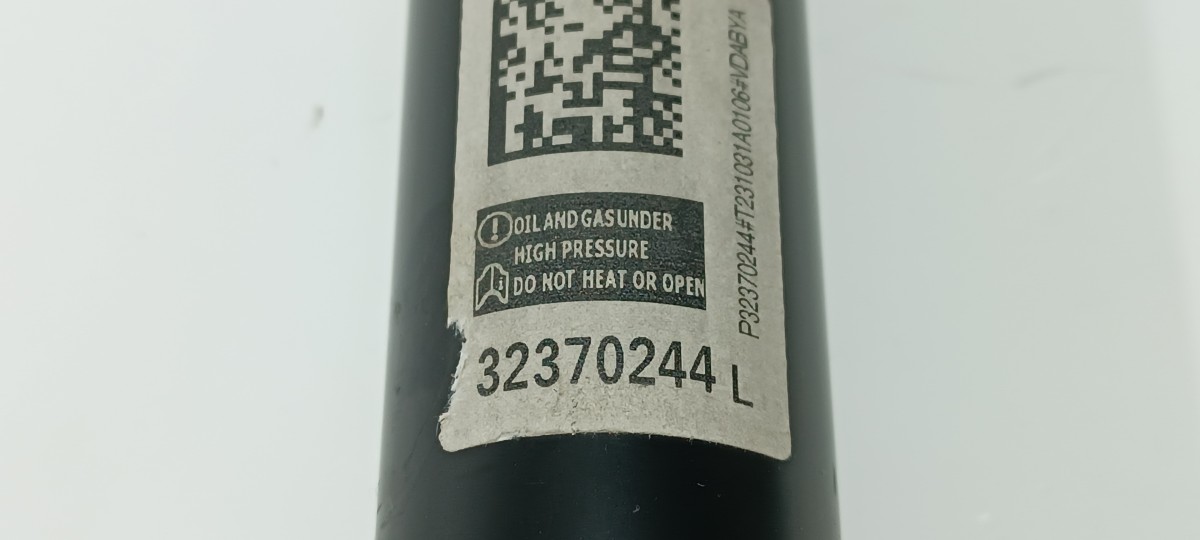 OIL AND GAS UNDER
HIGH PRESSURE
DO NOT HEAT OR OPEN
32370244 L
P32370244#T231031A0106#VDABYA